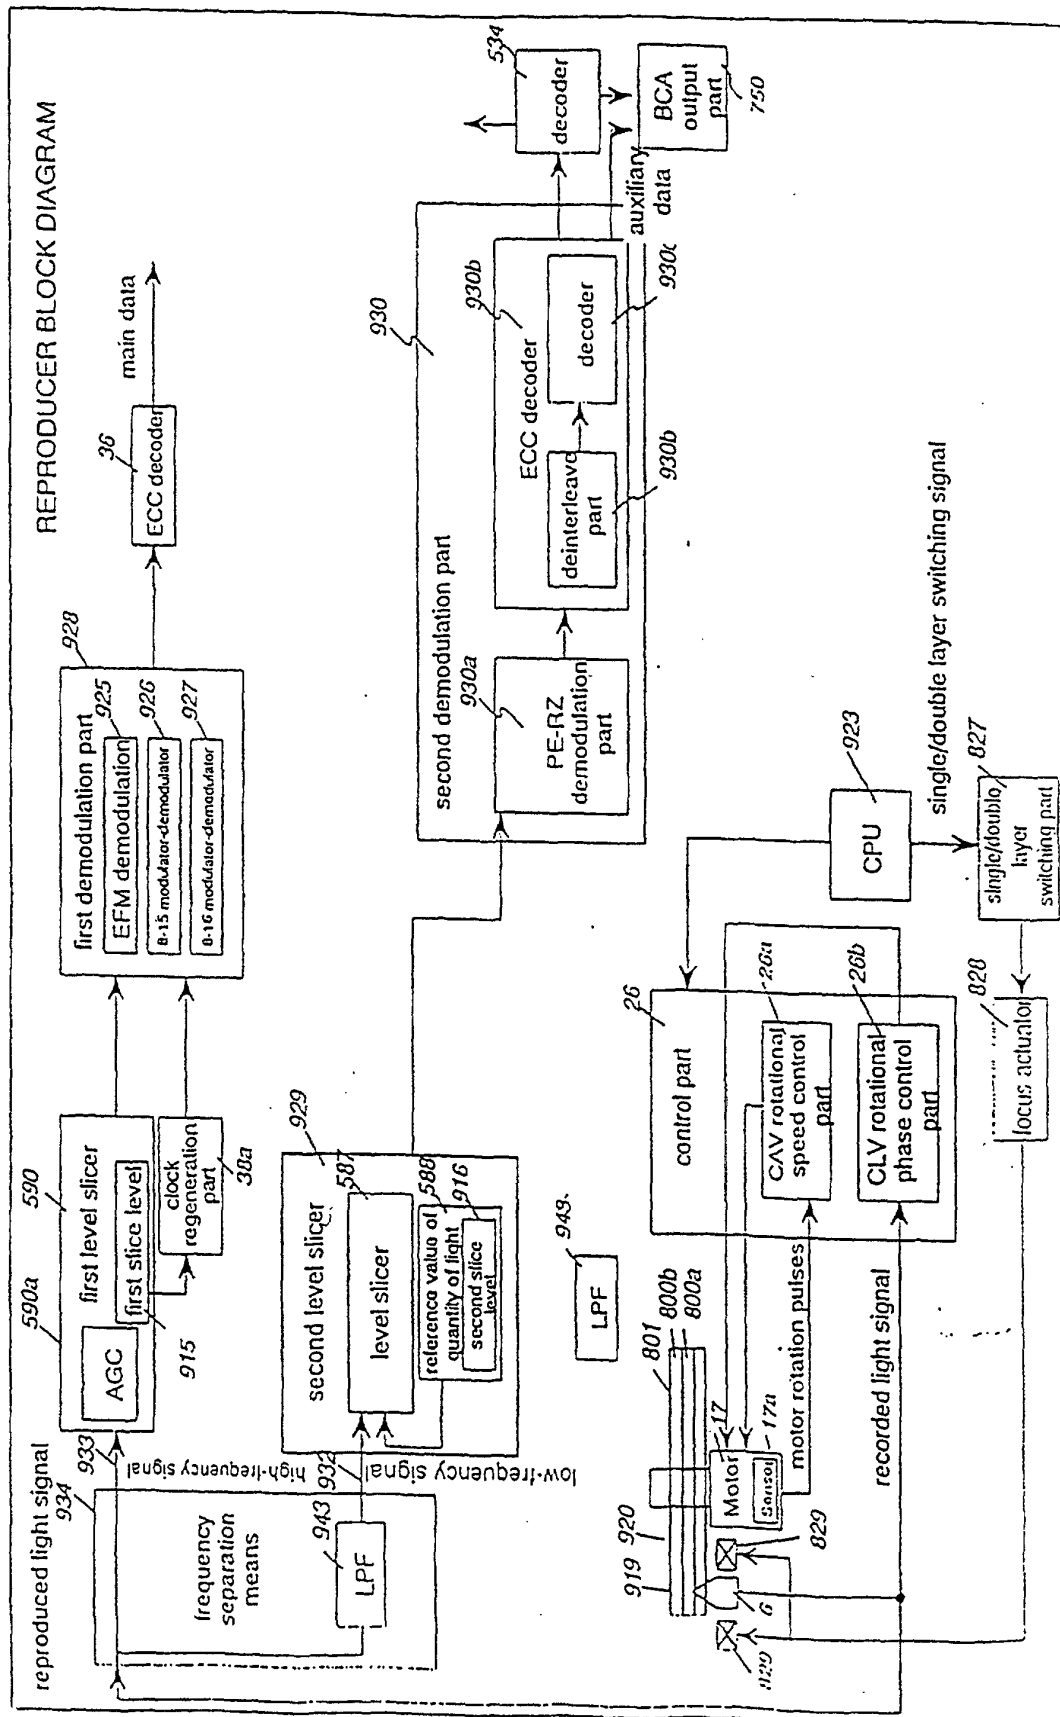 REPRODUCER BLOCK DIAGRAM
reproduced light signal
934
933
high-frequency signal
frequency
separation
means
943
LPF
932
low-frequency signal
590a
590
first level slicer
AGC
first slice level
915
clock
regeneration
part
38a
928
first demodulation part
EFM demodulation
925
8-15 modulator-demodulator
926
8-16 modulator-demodulator
927
36
ECC decoder
main data
929
second level slicer
587
level slicer
588
reference value of
quantity of light
916
second slice
level
930
second demodulation part
930a
PE-RZ
demodulation
part
930b
ECC decoder
deinterleave
part
930b
decoder
534
decoder
auxiliary
data
BCA
output
part
750
LPF
919
920
801
800b
800a
Motor
17
Sensor
17a
829
829
6
motor rotation pulses
recorded light signal
26
control part
26a
CAV rotational
speed control
part
26b
CLV rotational
phase control
part
923
CPU
single/double layer switching signal
827
layer
switching part
828
actuator